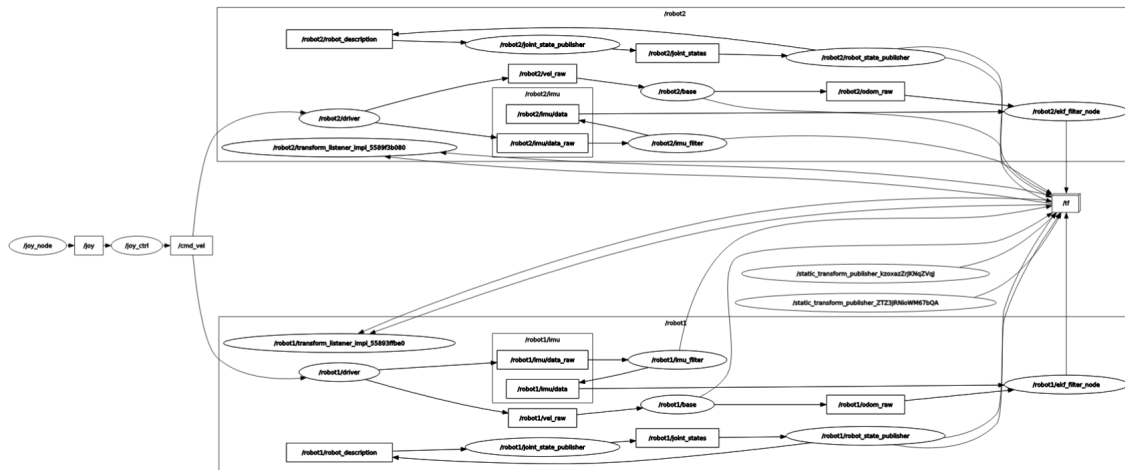 /robot2
/robot2/robot_description
/robot2/joint_state_publisher
/robot2/joint_states
/robot2/robot_state_publisher
/robot2/vel_raw
/robot2/base
/robot2/odom_raw
/robot2/imu
/robot2/imu/data
/robot2/driver
/robot2/ekf_filter_node
/robot2/imu/data_raw
/robot2/imu_filter
/robot2/transform_listener_impl_5589f3b080
/tf
/joy_node
/joy
/joy_ctrl
/cmd_vel
/static_transform_publisher_kzoxazZrJKNqZVqJ
/static_transform_publisher_ZTZ3JRNioWM67bQA
/robot1
/robot1/transform_listener_impl_55893ffbe0
/robot1/imu
/robot1/imu/data_raw
/robot1/imu_filter
/robot1/driver
/robot1/imu/data
/robot1/ekf_filter_node
/robot1/vel_raw
/robot1/base
/robot1/odom_raw
/robot1/robot_description
/robot1/joint_state_publisher
/robot1/joint_states
/robot1/robot_state_publisher